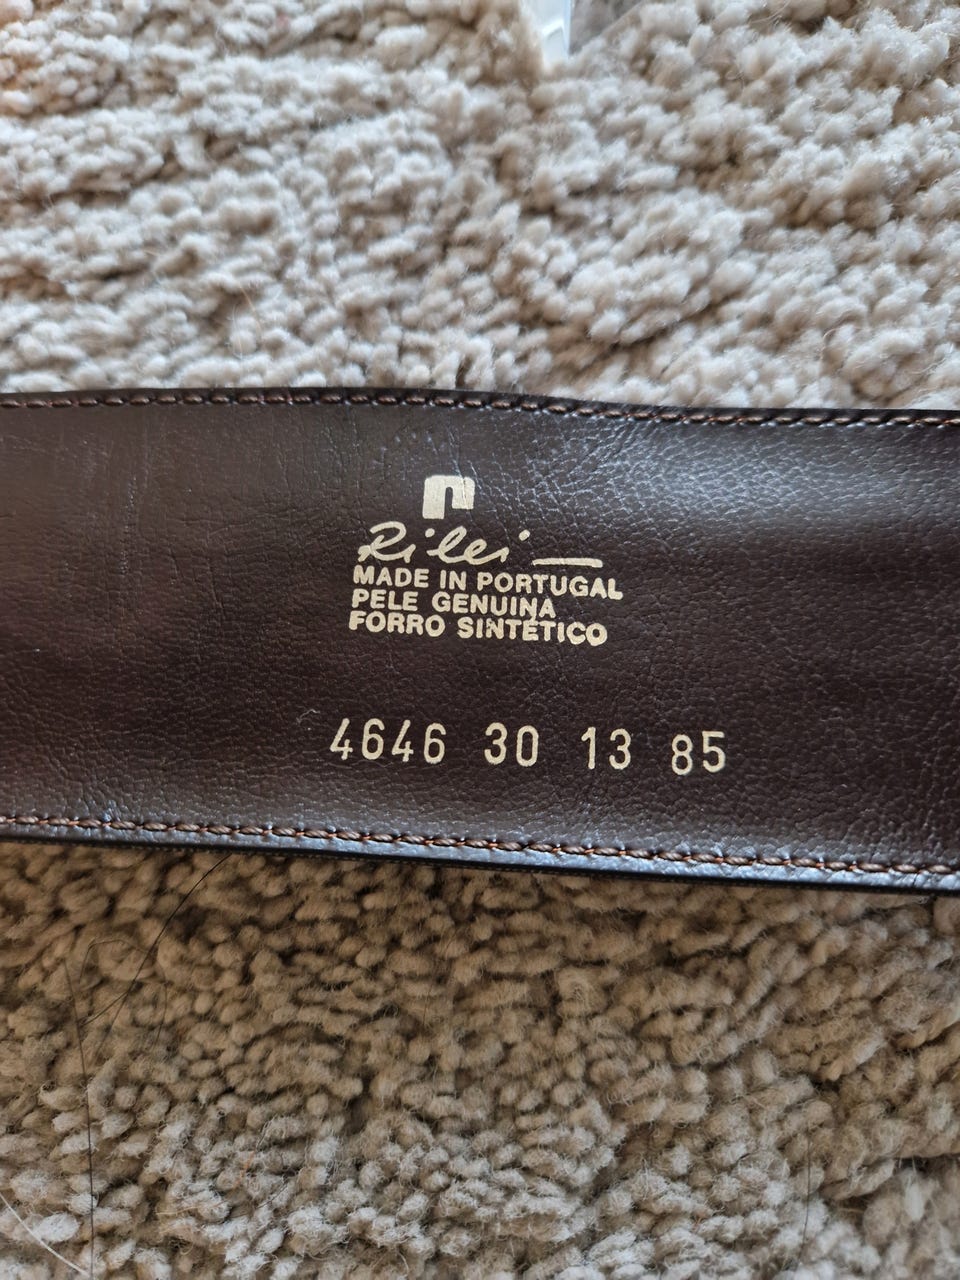 r
Rilei
MADE IN PORTUGAL
PELE GENUINA
FORRO SINTÉTICO
4646 30 13 85